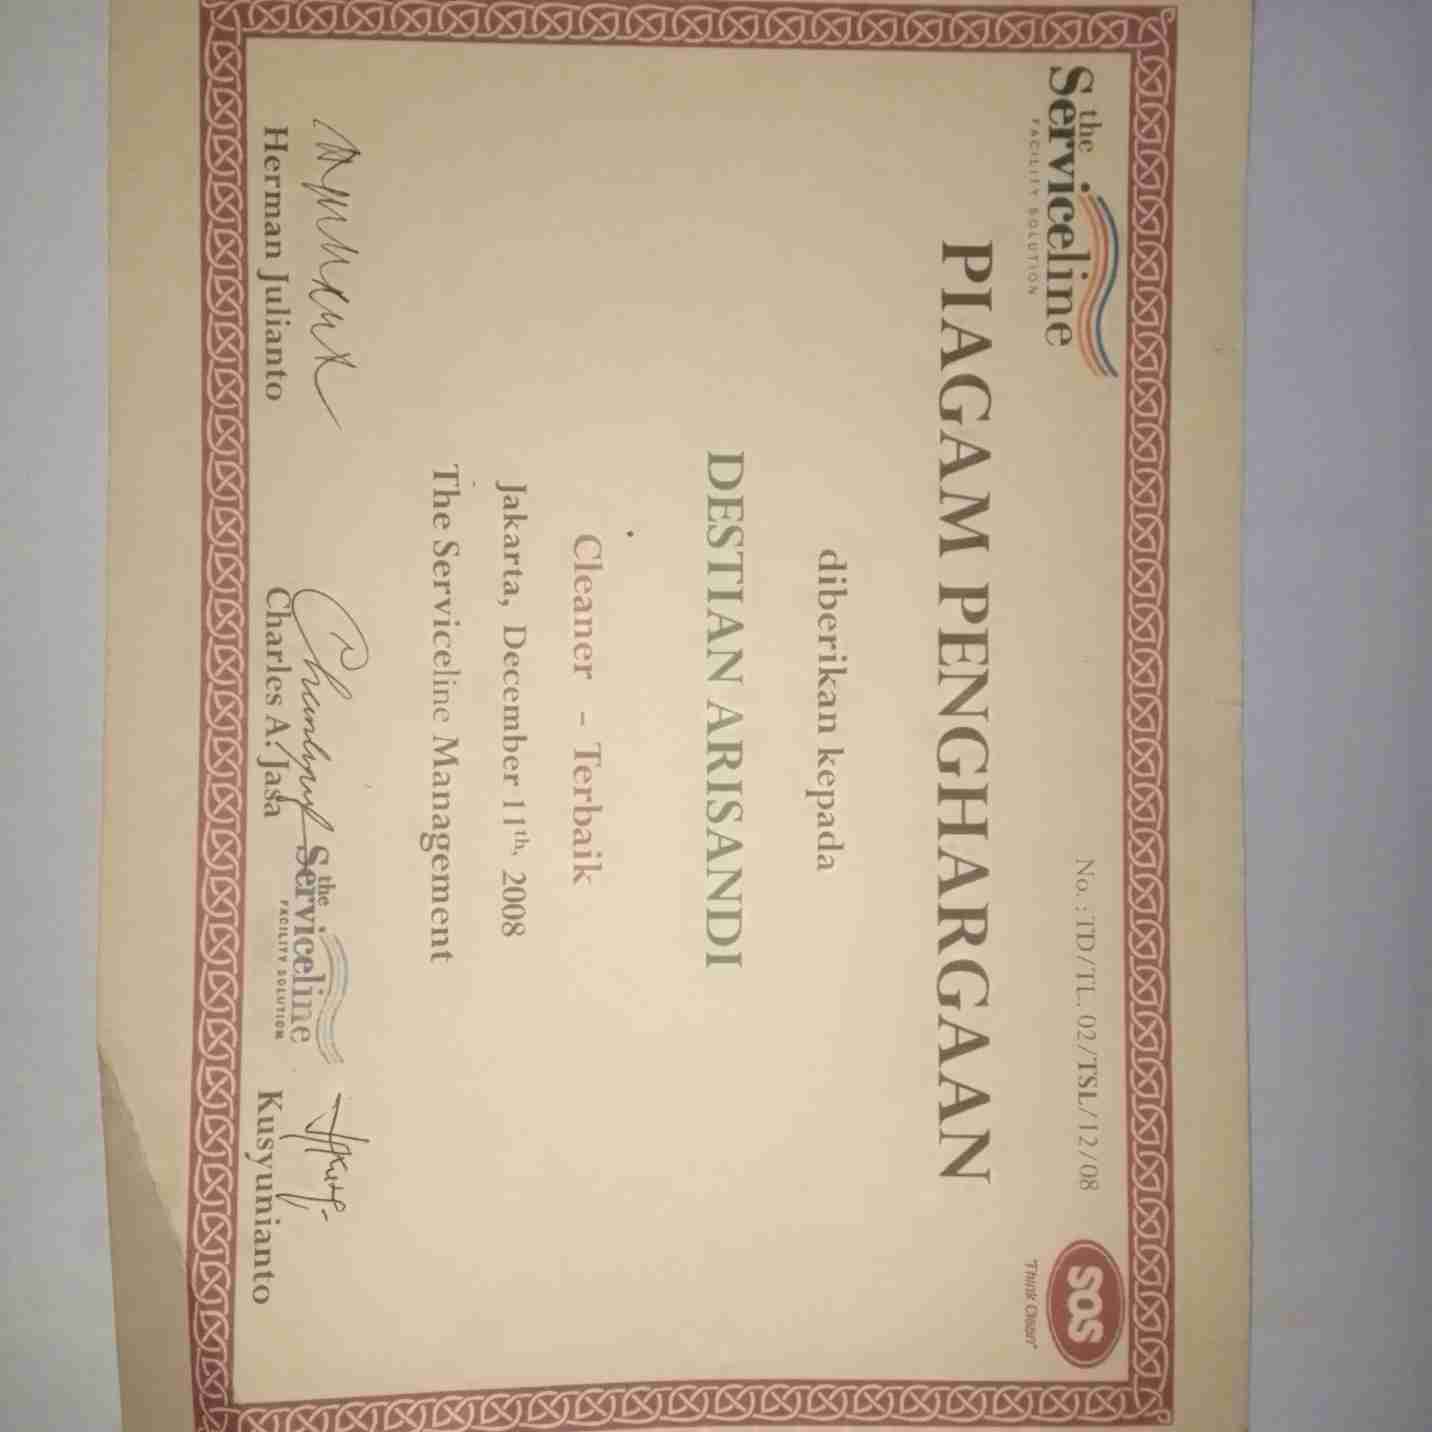 the
Serviceline
FACILITY SOLUTION
No. : TD/TL. 02/TSL/12/08
SOS
"Think Clean"
PIAGAM PENGHARGAAN
diberikan kepada
DESTIAN ARISANDI
Cleaner - Terbaik
Jakarta, December 11th, 2008
The Serviceline Management
the
Serviceline
FACILITY SOLUTION
Herman Julianto
Charles A. Jasa
Kusyunianto